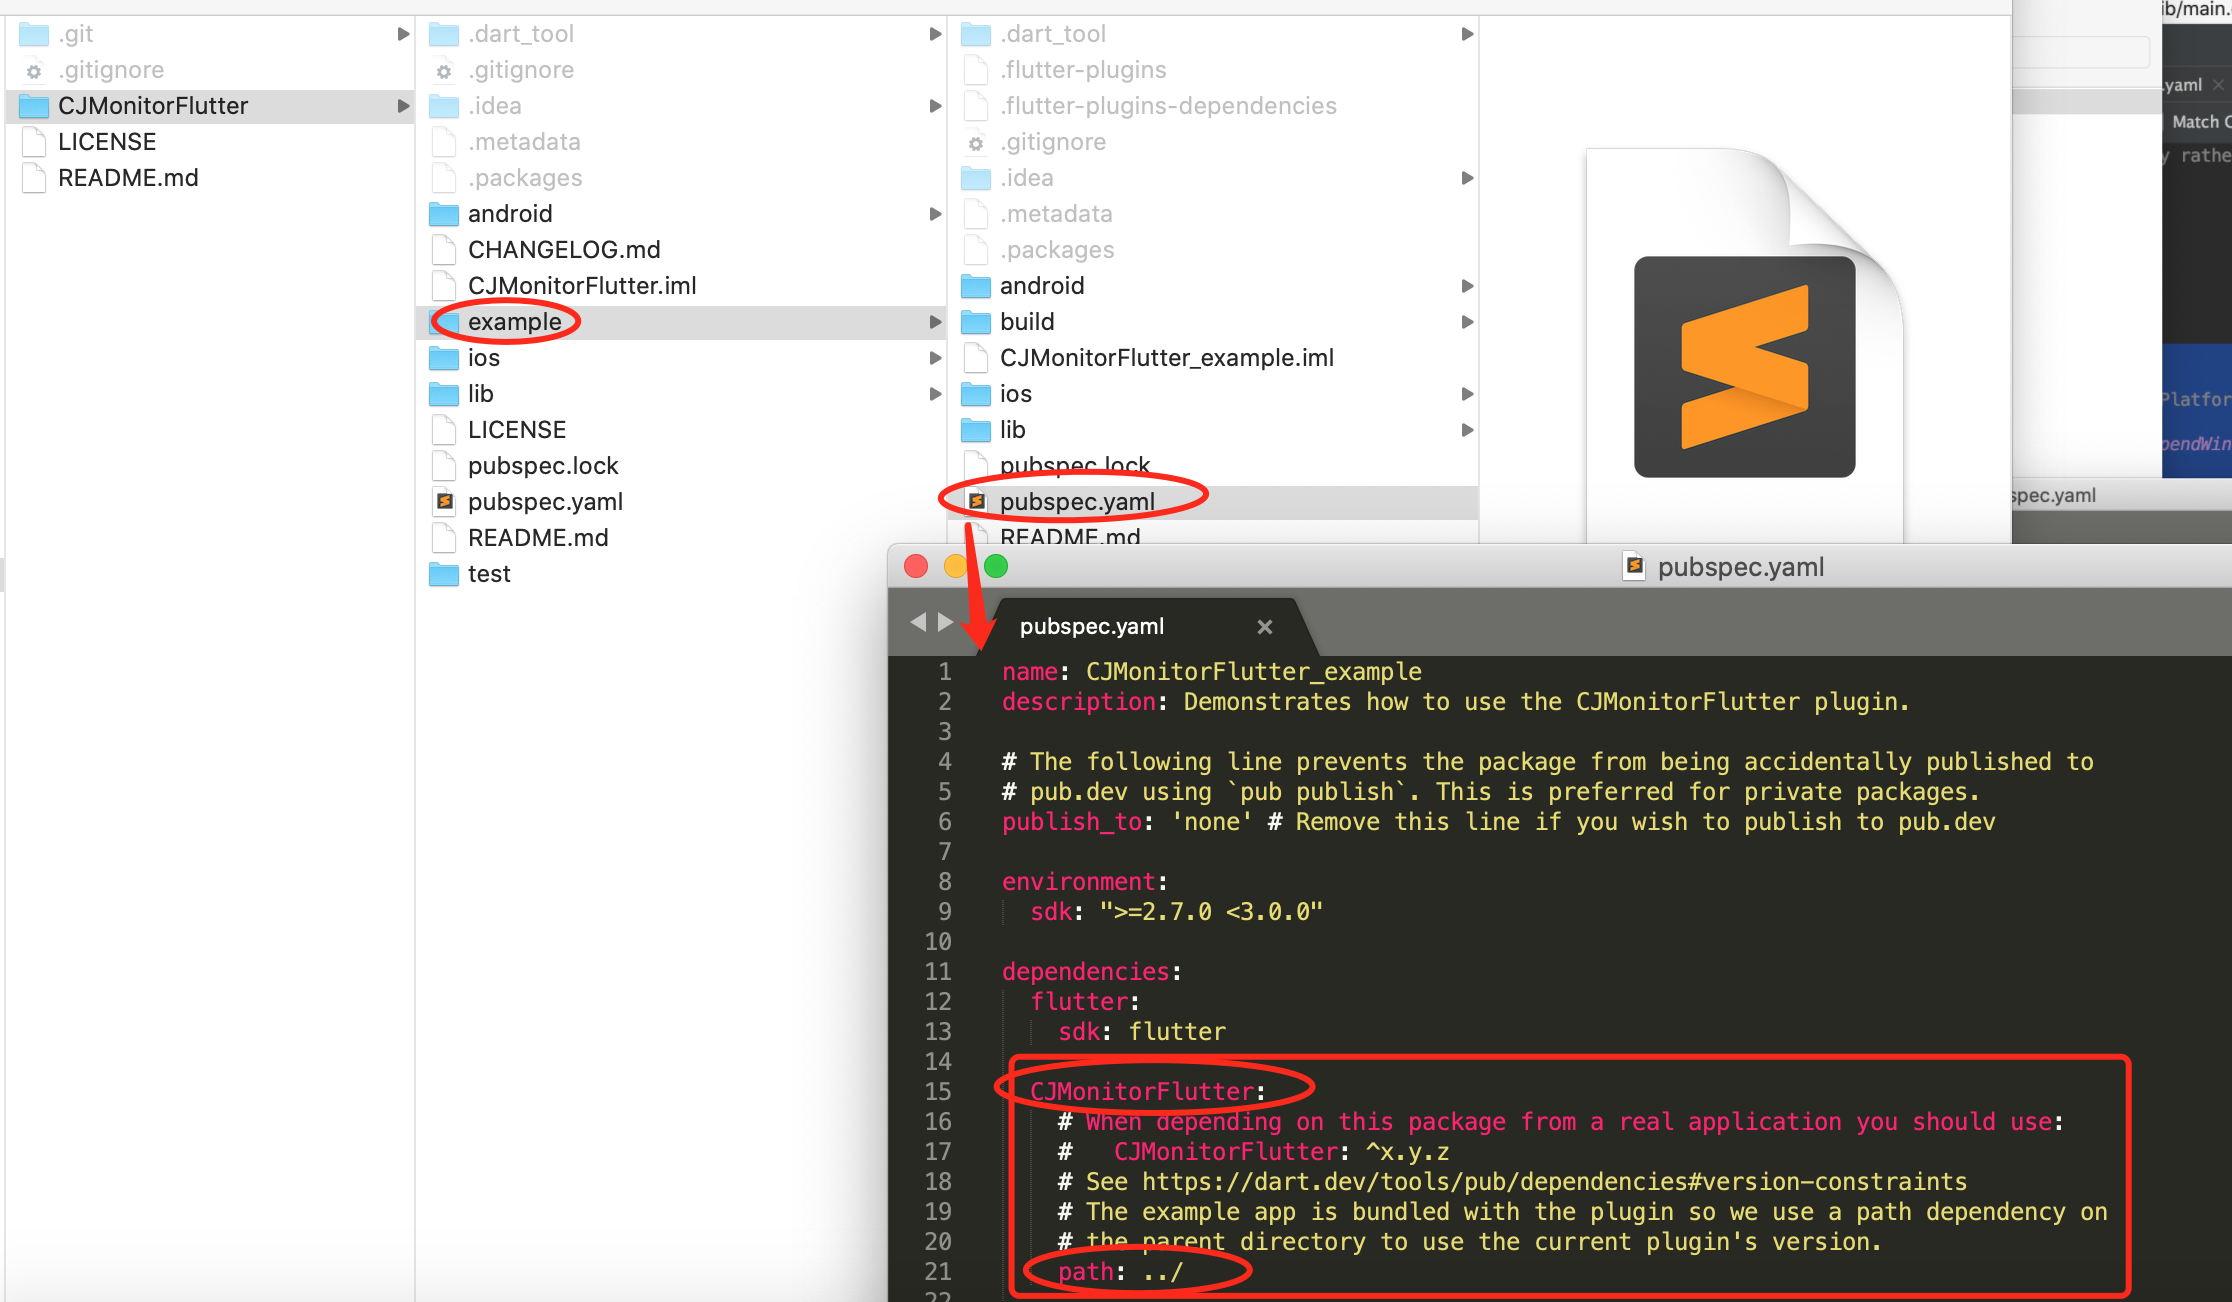 .git
.gitignore
CJMonitorFlutter
LICENSE
README.md
.dart_tool
.gitignore
.idea
.metadata
.packages
android
CHANGELOG.md
CJMonitorFlutter.iml
example
ios
lib
LICENSE
pubspec.lock
pubspec.yaml
README.md
test
.dart_tool
.flutter-plugins
.flutter-plugins-dependencies
.gitignore
.idea
.metadata
.packages
android
build
CJMonitorFlutter_example.iml
ios
lib
pubspec.lock
pubspec.yaml
README.md
ib/main.
.yaml
Match C
y rathe
Platfor
pendWin
spec.yaml
pubspec.yaml
pubspec.yaml
1 name: CJMonitorFlutter_example
2 description: Demonstrates how to use the CJMonitorFlutter plugin.
3
4 # The following line prevents the package from being accidentally published to
5 # pub.dev using `pub publish`. This is preferred for private packages.
6 publish_to: 'none' # Remove this line if you wish to publish to pub.dev
7
8 environment:
9 sdk: ">=2.7.0 <3.0.0"
10
11 dependencies:
12 flutter:
13 sdk: flutter
14
15 CJMonitorFlutter:
16 # When depending on this package from a real application you should use:
17 #   CJMonitorFlutter: ^x.y.z
18 # See https://dart.dev/tools/pub/dependencies#version-constraints
19 # The example app is bundled with the plugin so we use a path dependency on
20 # the parent directory to use the current plugin's version.
21 path: ../
22